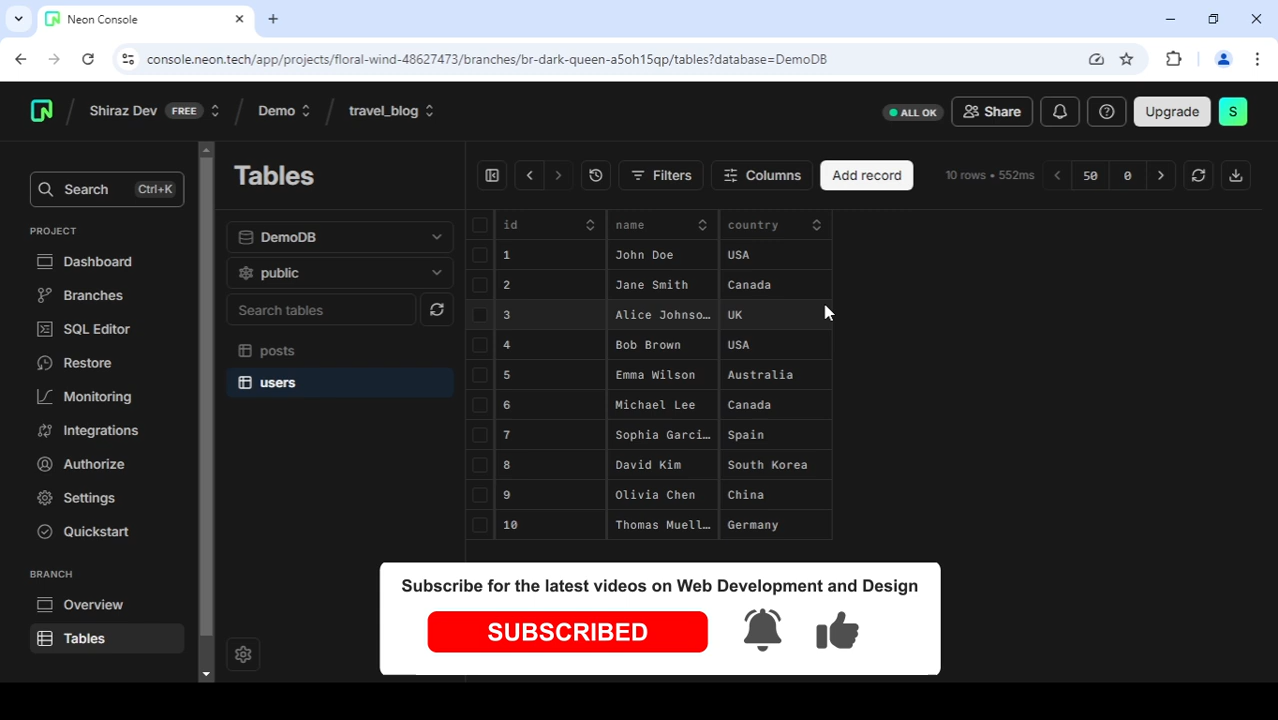 Neon Console
console.neon.tech/app/projects/floral-wind-48627473/branches/br-dark-queen-a5oh15qp/tables?database=DemoDB
Shiraz Dev FREE / Demo / travel_blog
ALL OK Share Upgrade S
Search Ctrl+K
PROJECT
Dashboard
Branches
SQL Editor
Restore
Monitoring
Integrations
Authorize
Settings
Quickstart
BRANCH
Overview
Tables
Tables
DemoDB
public
Search tables
posts
users
Filters Columns Add record 10 rows • 552ms 50 0
id name country
1 John Doe USA
2 Jane Smith Canada
3 Alice Johnso… UK
4 Bob Brown USA
5 Emma Wilson Australia
6 Michael Lee Canada
7 Sophia Garci… Spain
8 David Kim South Korea
9 Olivia Chen China
10 Thomas Muell… Germany
Subscribe for the latest videos on Web Development and Design
SUBSCRIBED